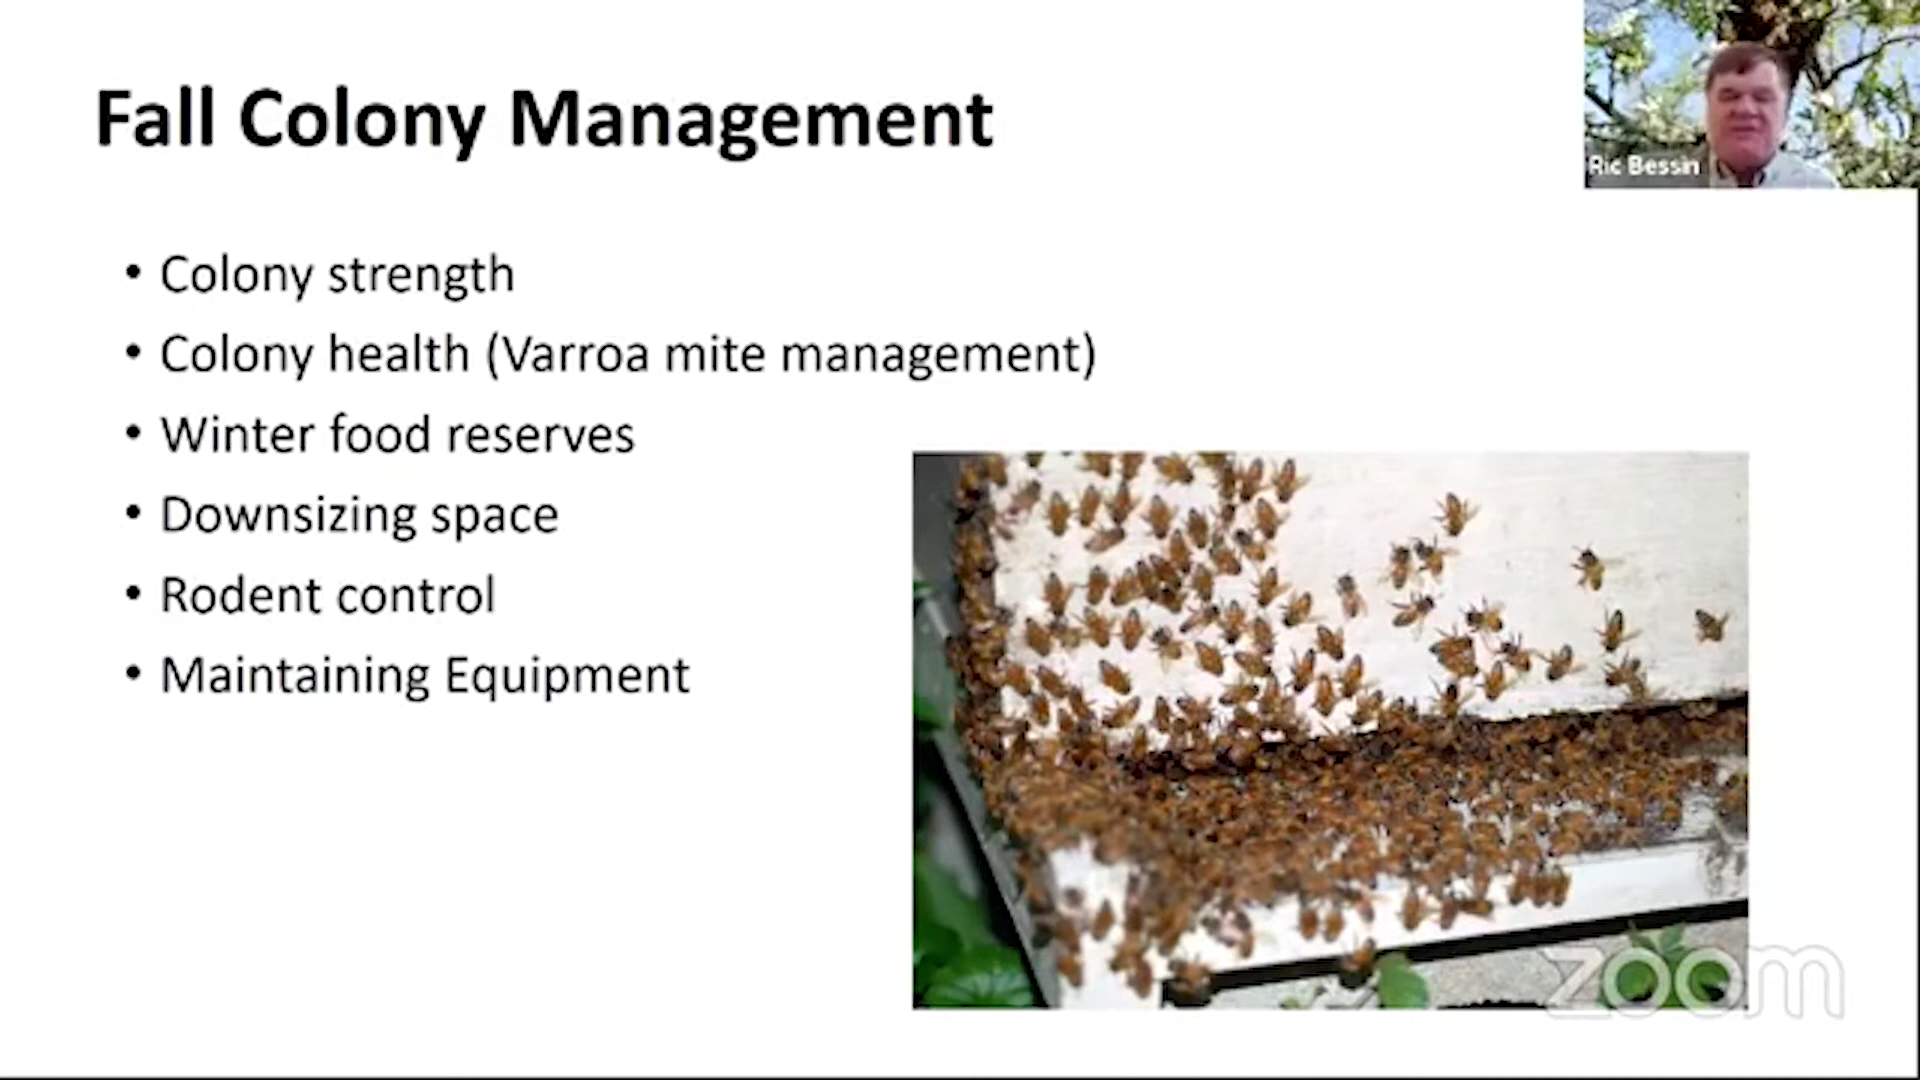 Fall Colony Management
Ric Bessin
• Colony strength
• Colony health (Varroa mite management)
• Winter food reserves
• Downsizing space
• Rodent control
• Maintaining Equipment
zoom